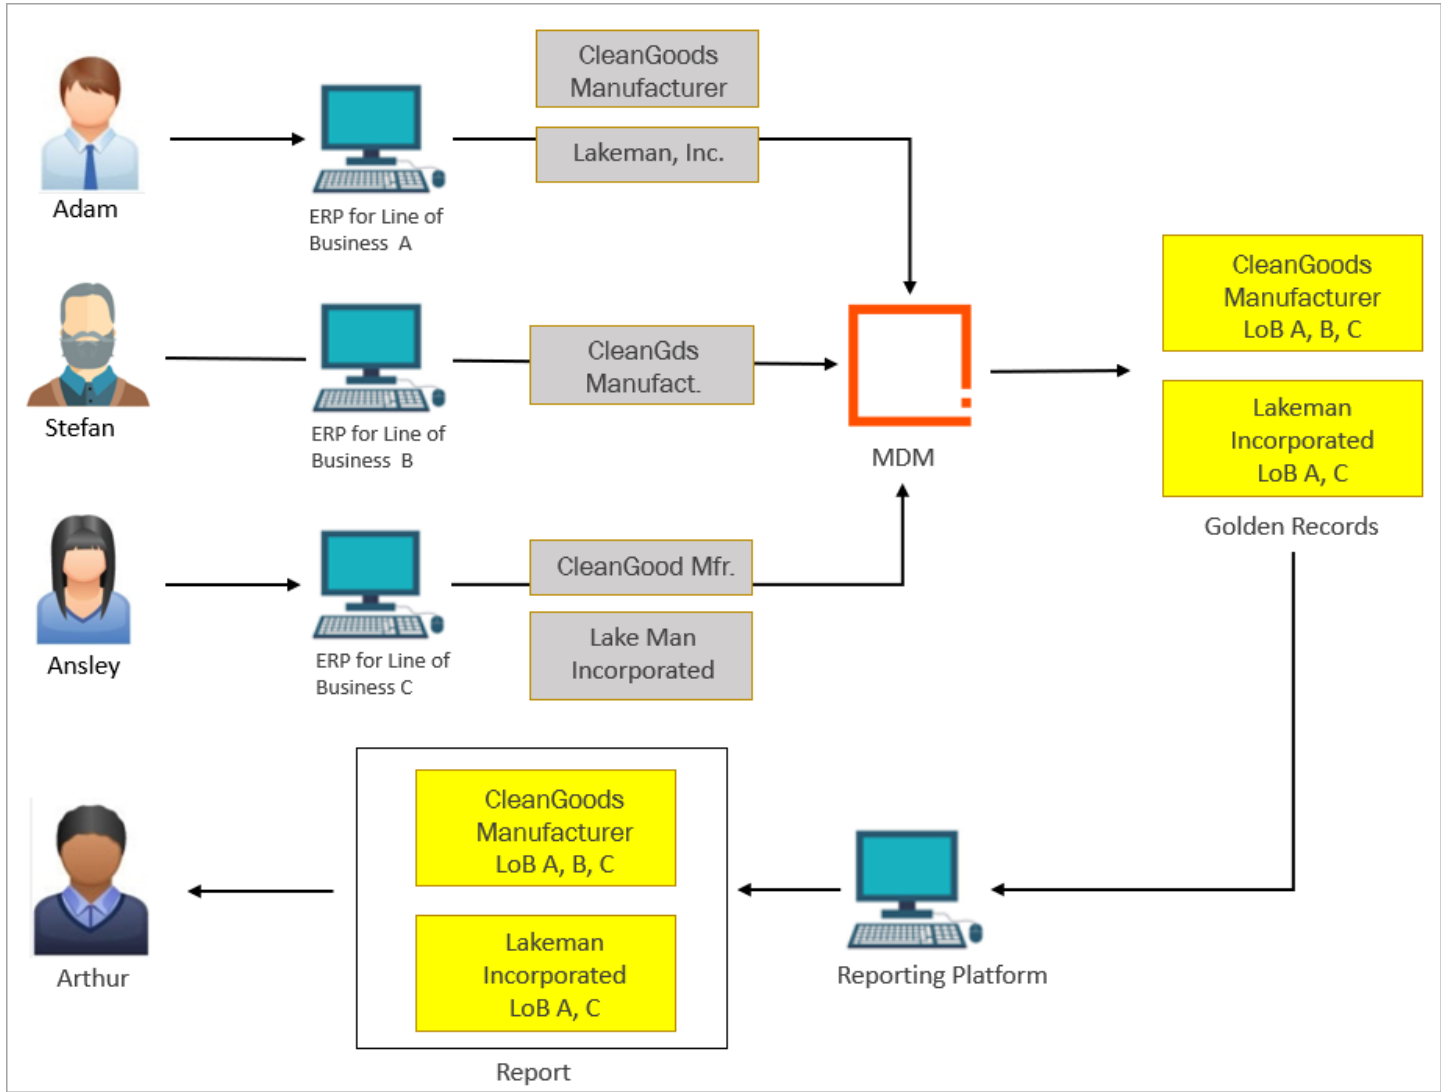 CleanGoods
Manufacturer
Lakeman, Inc.
Adam
ERP for Line of
Business  A
CleanGoods
Manufacturer
LoB A, B, C
CleanGds
Manufact.
Stefan
ERP for Line of
Business  B
MDM
Lakeman
Incorporated
LoB A, C
Golden Records
CleanGood Mfr.
Lake Man
Incorporated
Ansley
ERP for Line of
Business C
CleanGoods
Manufacturer
LoB A, B, C
Lakeman
Incorporated
LoB A, C
Arthur
Reporting Platform
Report